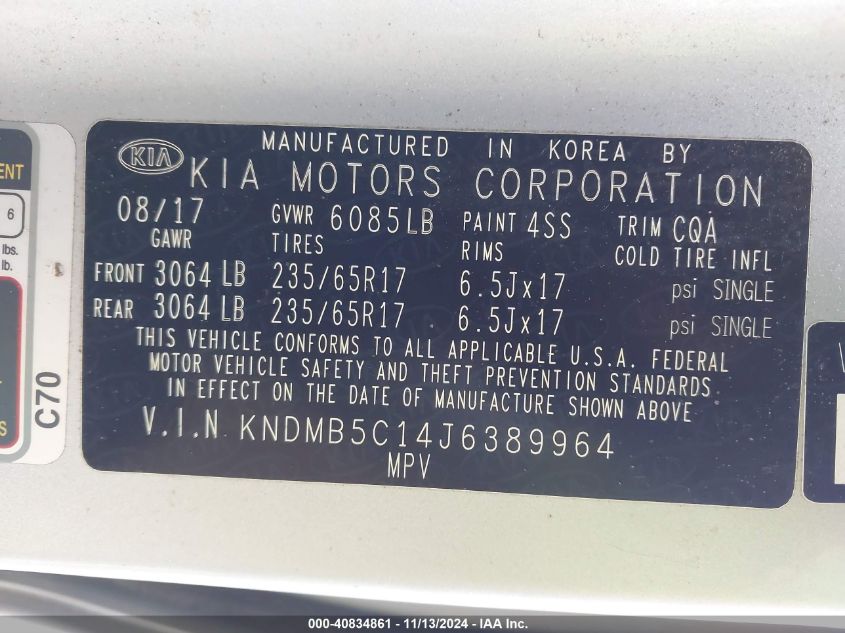 MANUFACTURED IN KOREA BY
KIA KIA MOTORS CORPORATION
08/17 GVWR 6085LB PAINT 4SS TRIM CQA
GAWR TIRES RIMS COLD TIRE INFL
FRONT 3064 LB 235/65R17 6.5Jx17 psi SINGLE
REAR 3064 LB 235/65R17 6.5Jx17 psi SINGLE
THIS VEHICLE CONFORMS TO ALL APPLICABLE U.S.A. FEDERAL
MOTOR VEHICLE SAFETY AND THEFT PREVENTION STANDARDS
IN EFFECT ON THE DATE OF MANUFACTURE SHOWN ABOVE
V.I.N KNDMB5C14J6389964
MPV
ENT
6
lbs.
lb.
S
C70
000-40834861 - 11/13/2024 - IAA Inc.